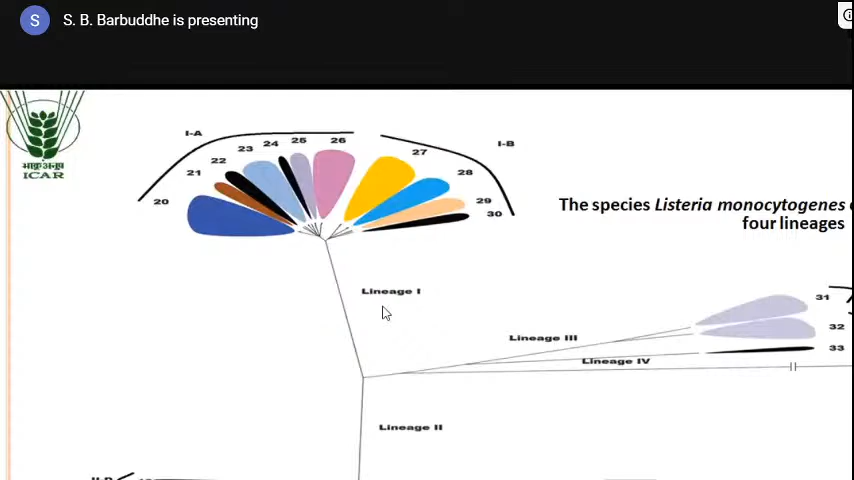 S
S. B. Barbuddhe is presenting
I-A
I-B
20
21
22
23
24
25
26
27
28
29
30
ICAR
The species Listeria monocytogenes
four lineages
Lineage I
31
32
33
Lineage III
Lineage IV
Lineage II